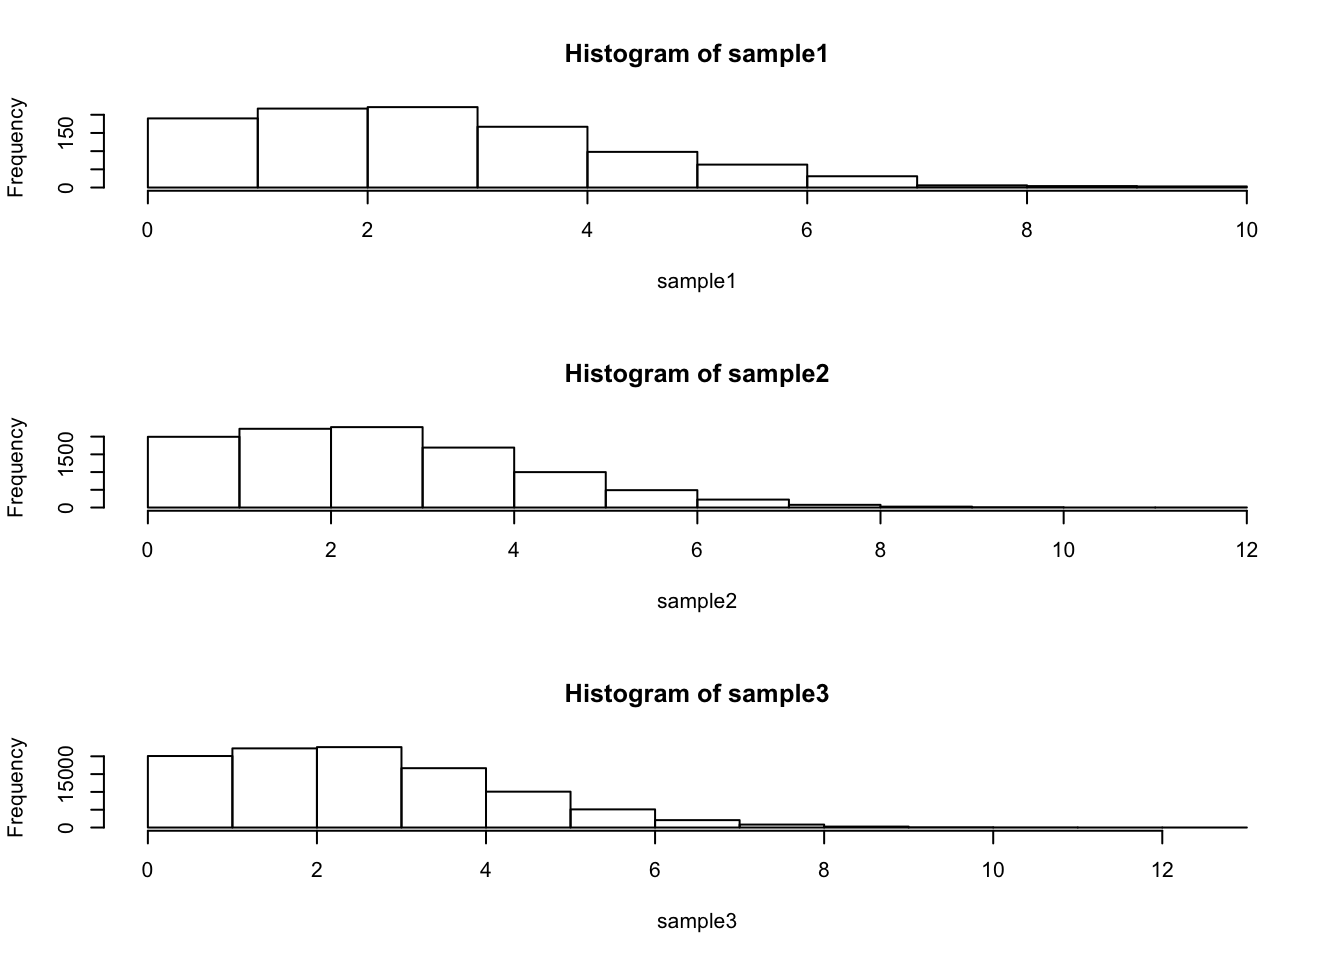 Histogram of sample1
Frequency
150
0
0 2 4 6 8 10
sample1
Histogram of sample2
Frequency
1500
0
0 2 4 6 8 10 12
sample2
Histogram of sample3
Frequency
15000
0
0 2 4 6 8 10 12
sample3